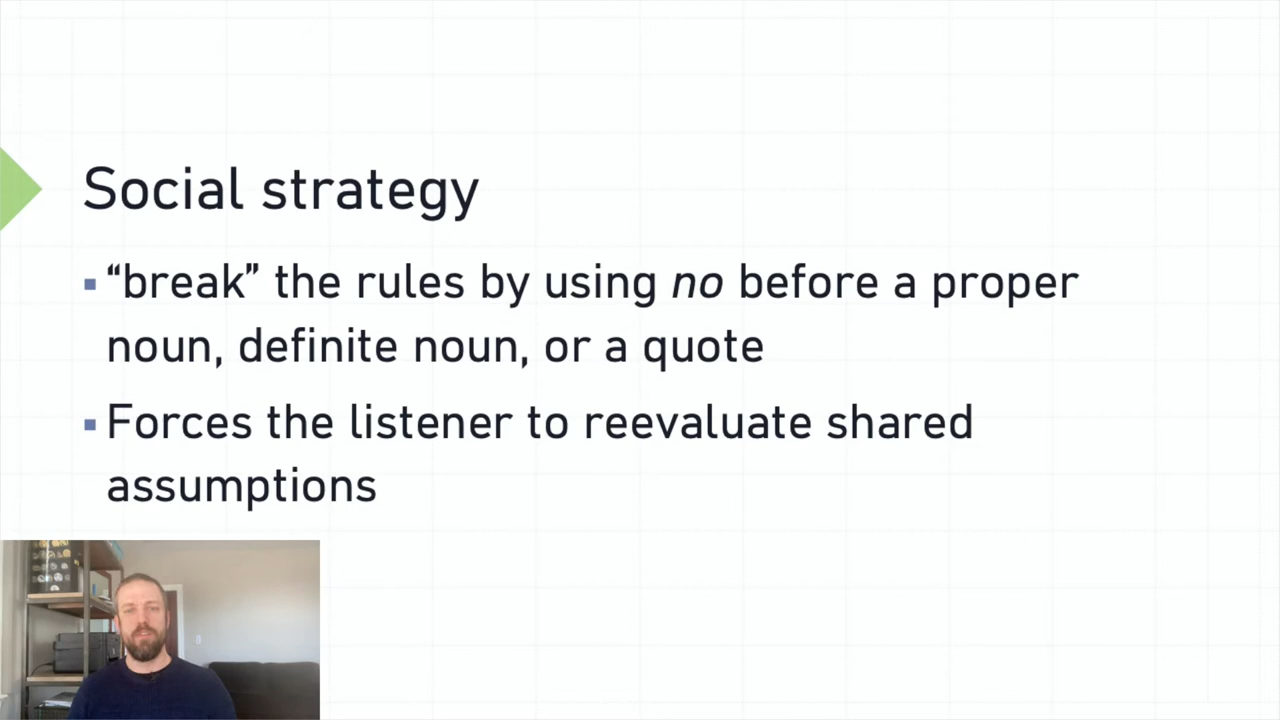 Social strategy
▪“break” the rules by using no before a proper
noun, definite noun, or a quote
▪Forces the listener to reevaluate shared
assumptions